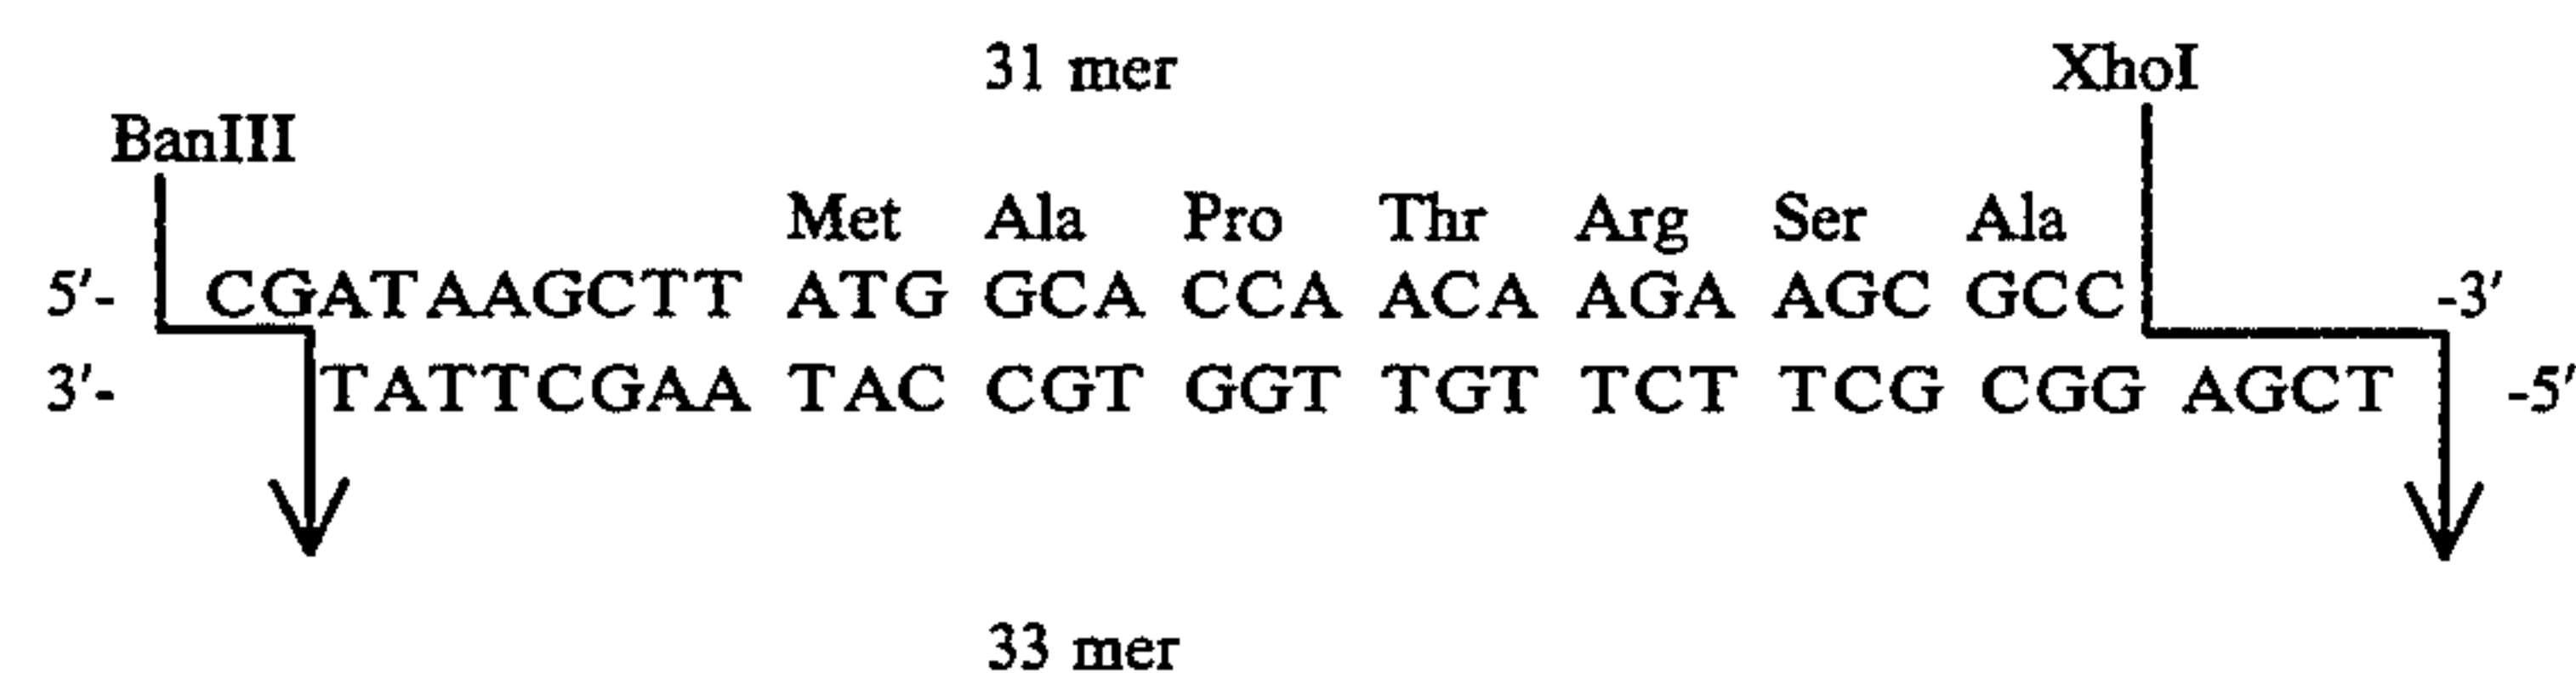 31 mer
XhoI
BanIII
Met Ala Pro Thr Arg Ser Ala
5′- CGATAAGCTT ATG GCA CCA ACA AGA AGC GCC -3′
3′- TATTCGAA TAC CGT GGT TGT TCT TCG CGG AGCT -5′
33 mer